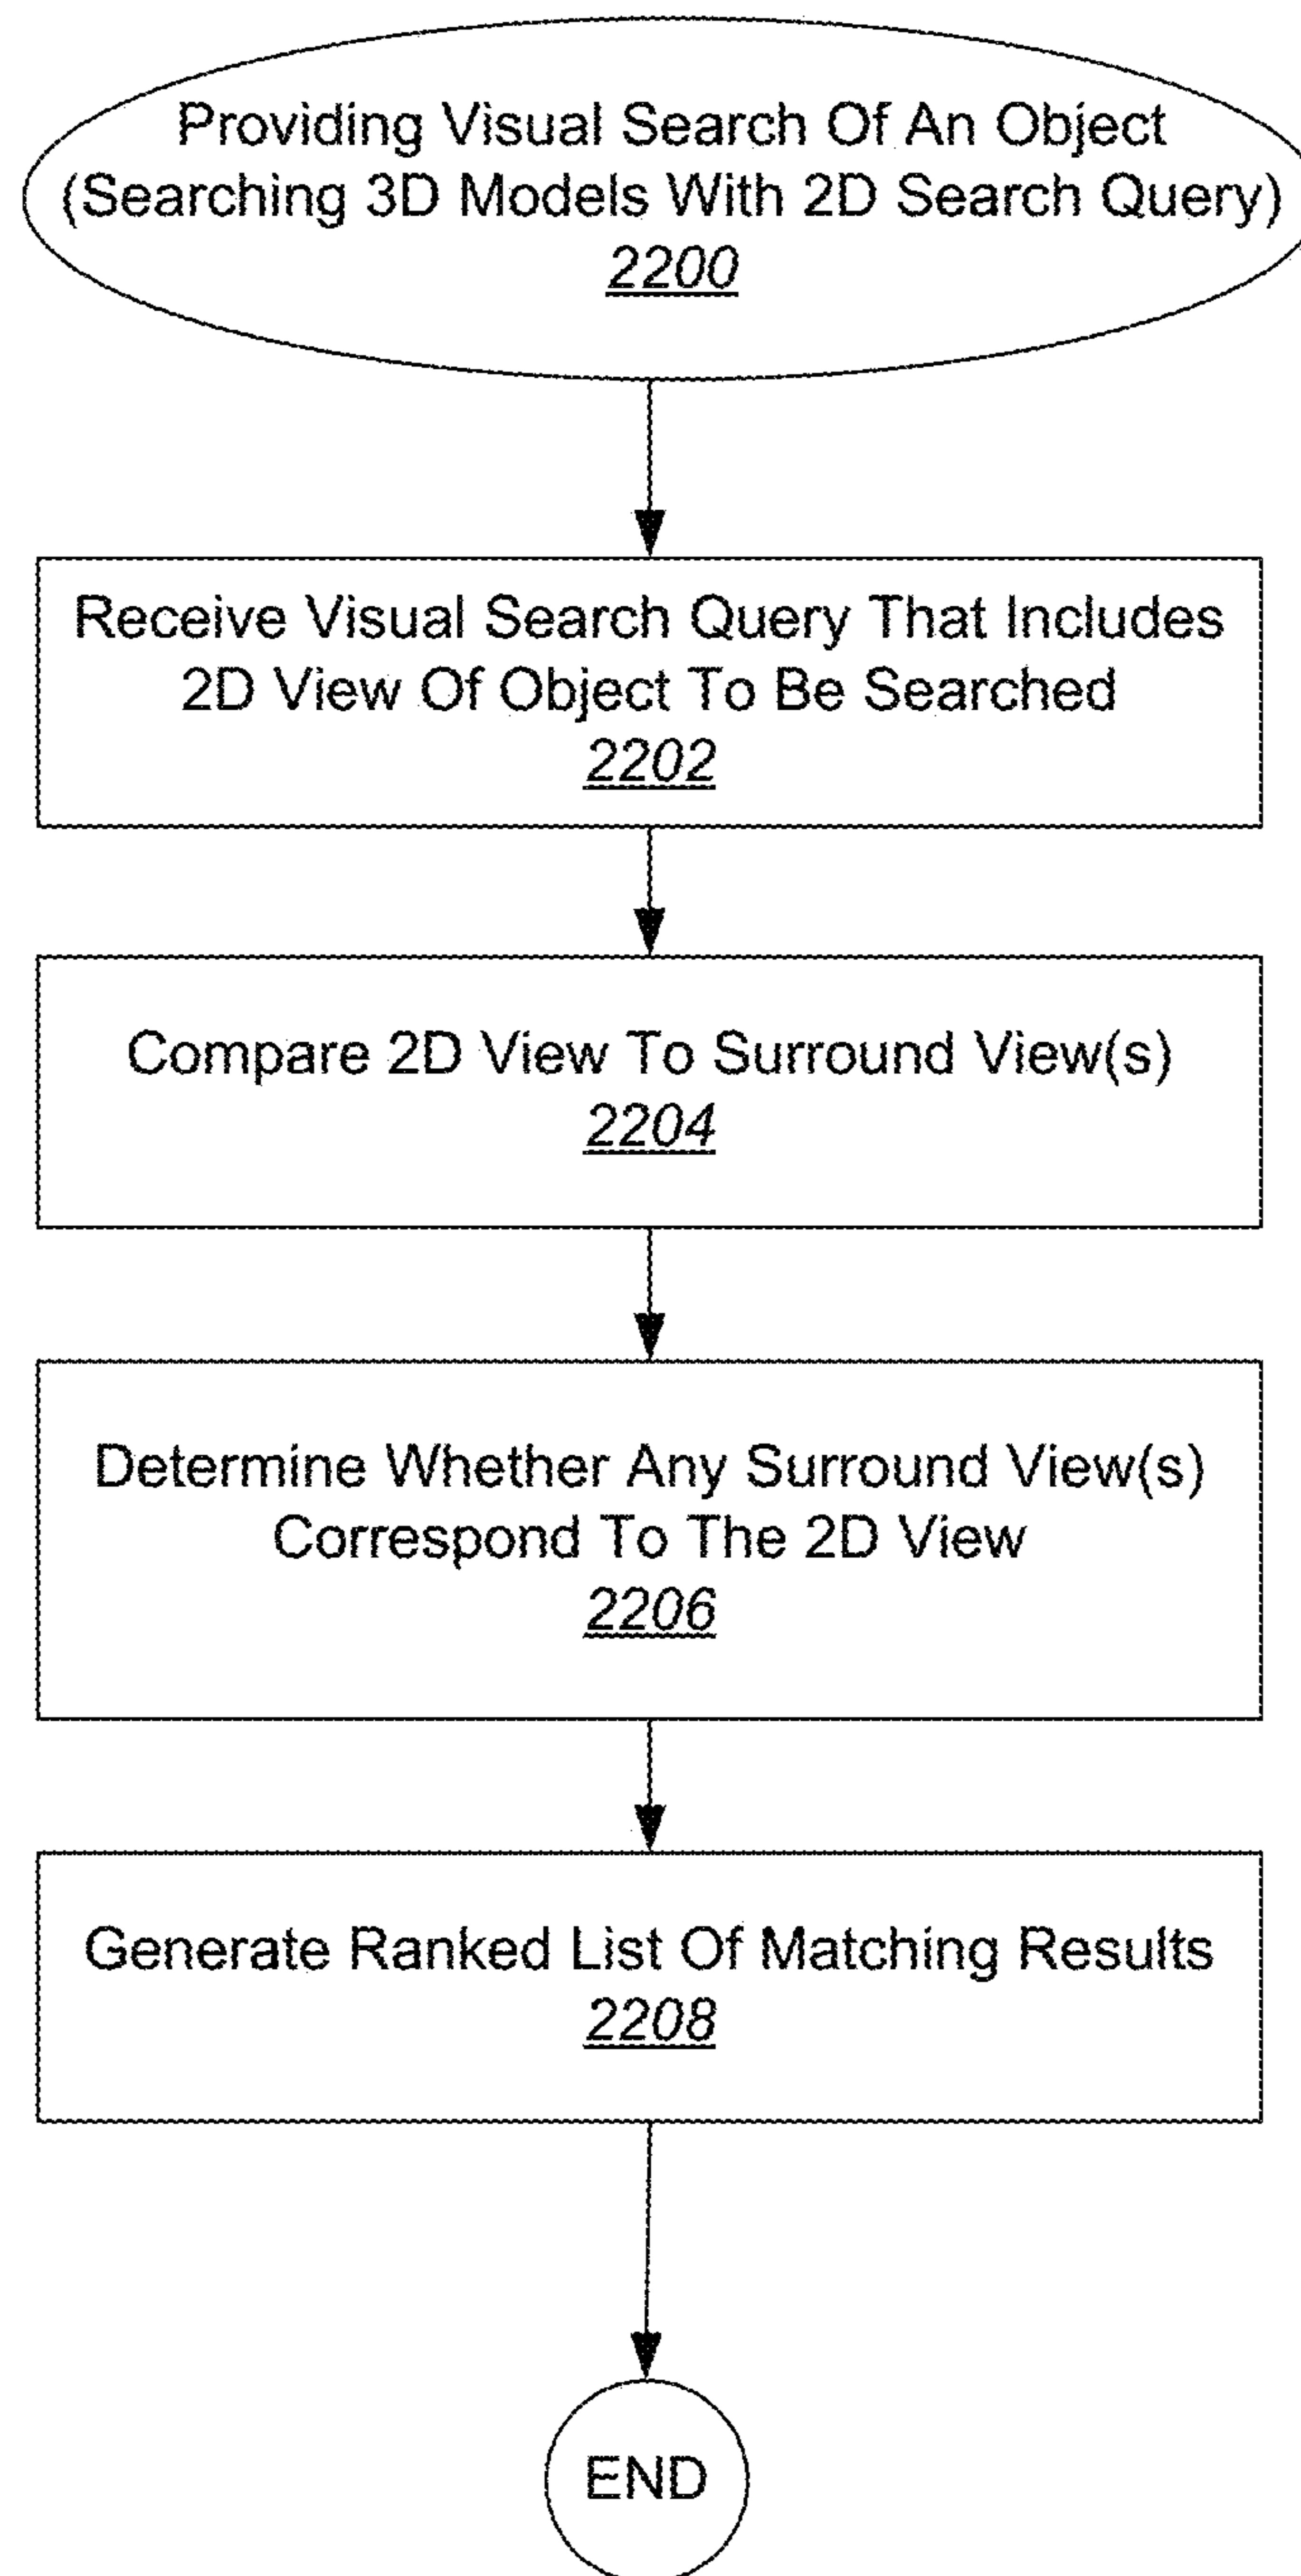 Providing Visual Search Of An Object
(Searching 3D Models With 2D Search Query)
2200
Receive Visual Search Query That Includes
2D View Of Object To Be Searched
2202
Compare 2D View To Surround View(s)
2204
Determine Whether Any Surround View(s)
Correspond To The 2D View
2206
Generate Ranked List Of Matching Results
2208
END